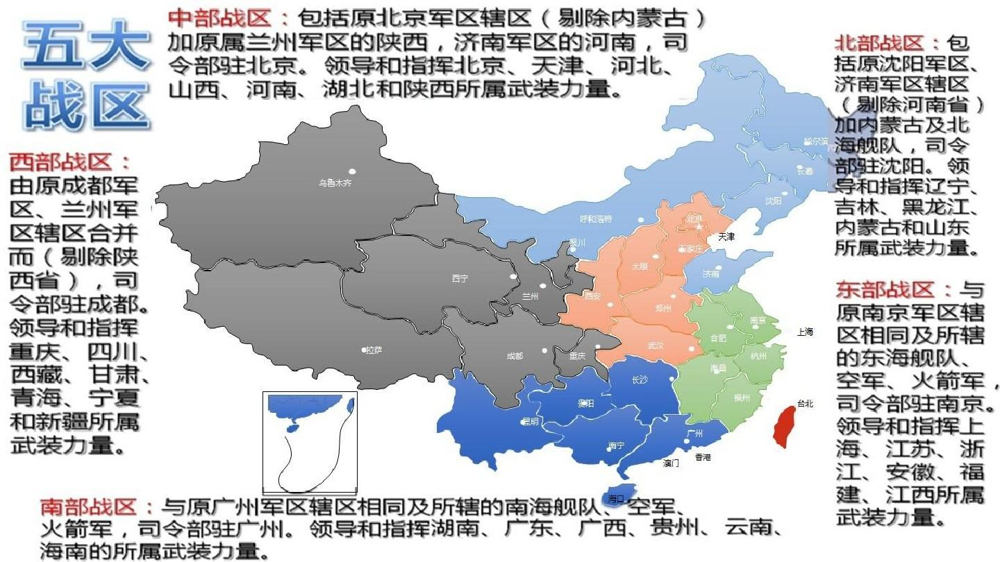 五大
战区
中部战区：包括原北京军区辖区（剔除内蒙古）
加原属兰州军区的陕西，济南军区的河南，司
令部驻北京。领导和指挥北京、天津、河北、
山西、河南、湖北和陕西所属武装力量。
北部战区：包
括原沈阳军区、
济南军区辖区
（剔除河南省）
加内蒙古及北
海舰队，司令
部驻沈阳。领
导和指挥辽宁、
吉林、黑龙江、
内蒙古和山东
所属武装力量。
西部战区：
由原成都军
区、兰州军
区辖区合并
而（剔除陕
西省），司
令部驻成都。
领导和指挥
重庆、四川、
西藏、甘肃、
青海、宁夏
和新疆所属
武装力量。
东部战区：与
原南京军区辖
区相同及所辖
的东海舰队、
空军、火箭军，
司令部驻南京。
领导和指挥上
海、江苏、浙
江、安徽、福
建、江西所属
武装力量。
哈尔滨
长春
沈阳
乌鲁木齐
呼和浩特
北京
天津
银川
石家庄
太原
济南
西宁
兰州
西安
郑州
南京
上海
合肥
拉萨
成都
重庆
武汉
杭州
南昌
长沙
福州
贵阳
台北
昆明
广州
南宁
香港
澳门
海口
南部战区：与原广州军区辖区相同及所辖的南海舰队、空军、
火箭军，司令部驻广州。领导和指挥湖南、广东、广西、贵州、云南、
海南的所属武装力量。